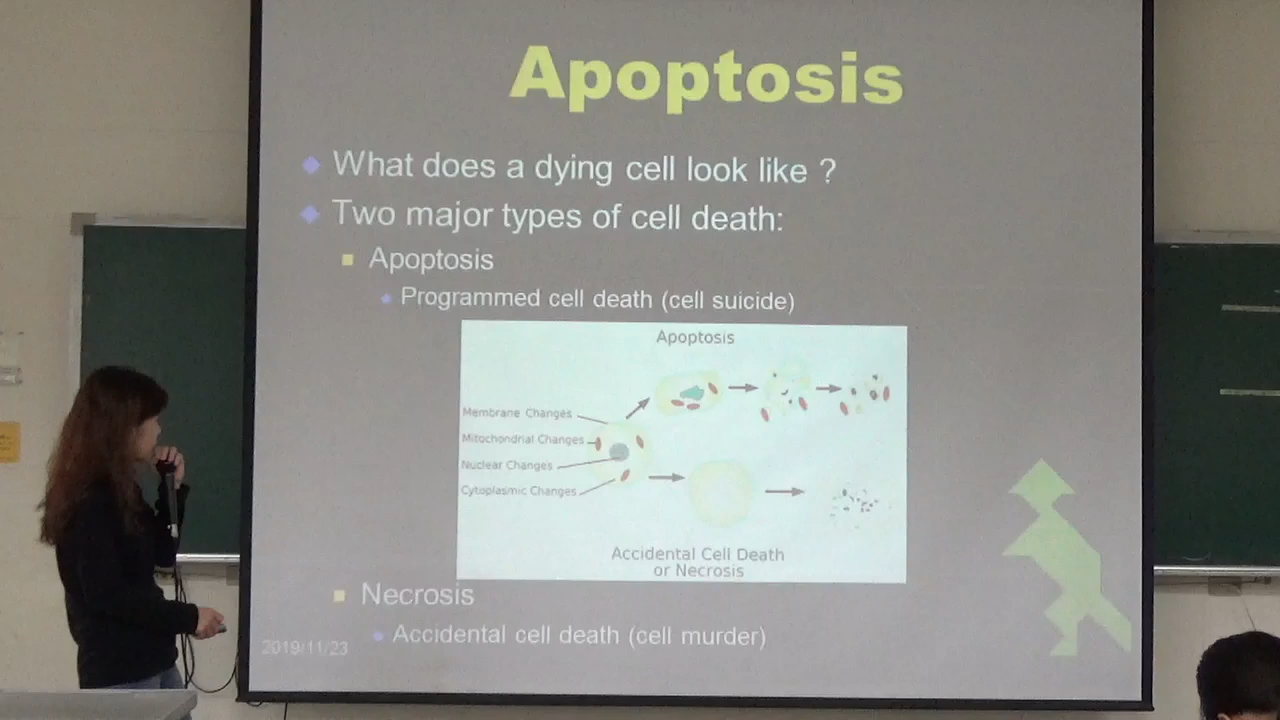 Apoptosis
What does a dying cell look like ?
Two major types of cell death:
Apoptosis
Programmed cell death (cell suicide)
Apoptosis
Membrane Changes
Mitochondrial Changes
Nuclear Changes
Cytoplasmic Changes
Accidental Cell Death
or Necrosis
Necrosis
Accidental cell death (cell murder)
2019/11/23